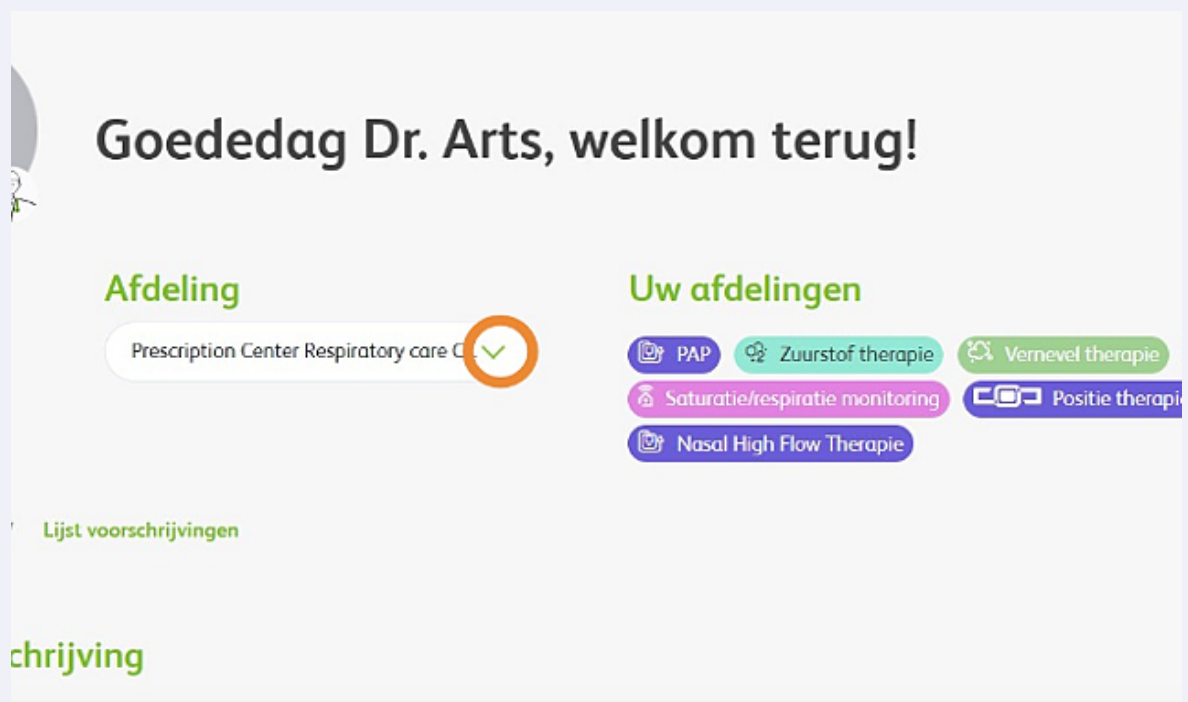 Goededag Dr. Arts, welkom terug!
Afdeling
Prescription Center Respiratory care C
Uw afdelingen
PAP Zuurstof therapie Vernevel therapie
Saturatie/respiratie monitoring Positie therapie
Nasal High Flow Therapie
Lijst voorschrijvingen
chrijving